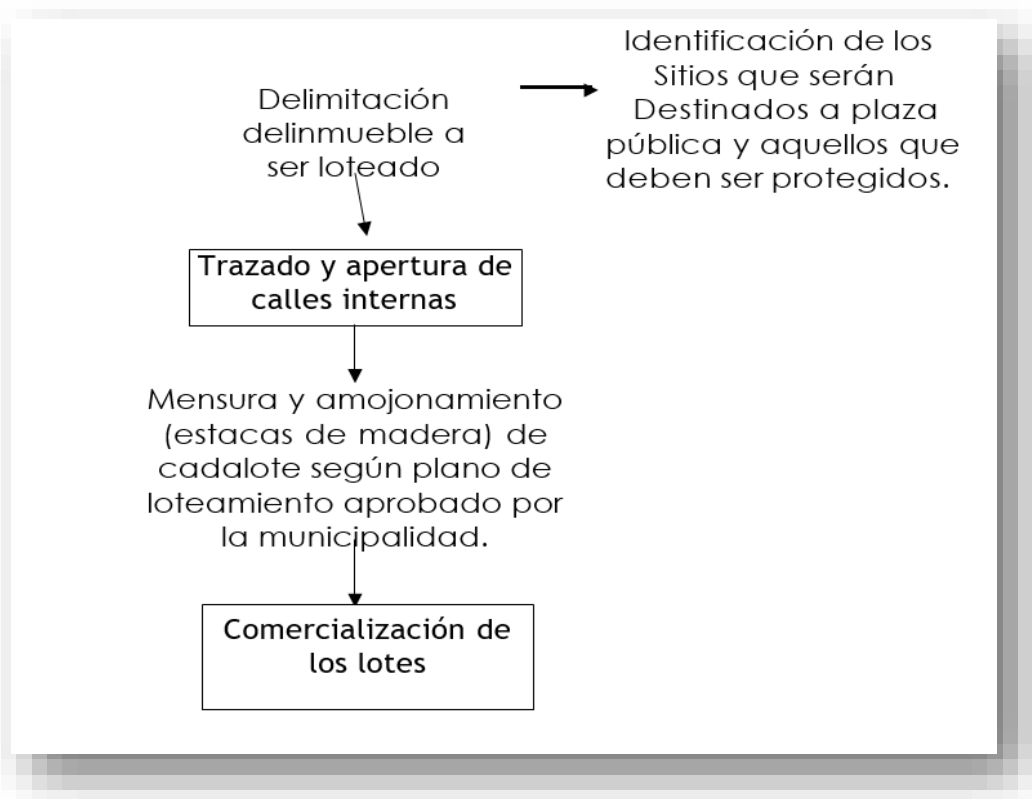 Delimitación
delinmueble a
ser loteado
Identificación de los
Sitios que serán
Destinados a plaza
pública y aquellos que
deben ser protegidos.
Trazado y apertura de
calles internas
Mensura y amojonamiento
(estacas de madera) de
cadalote según plano de
loteamiento aprobado por
la municipalidad.
Comercialización de
los lotes